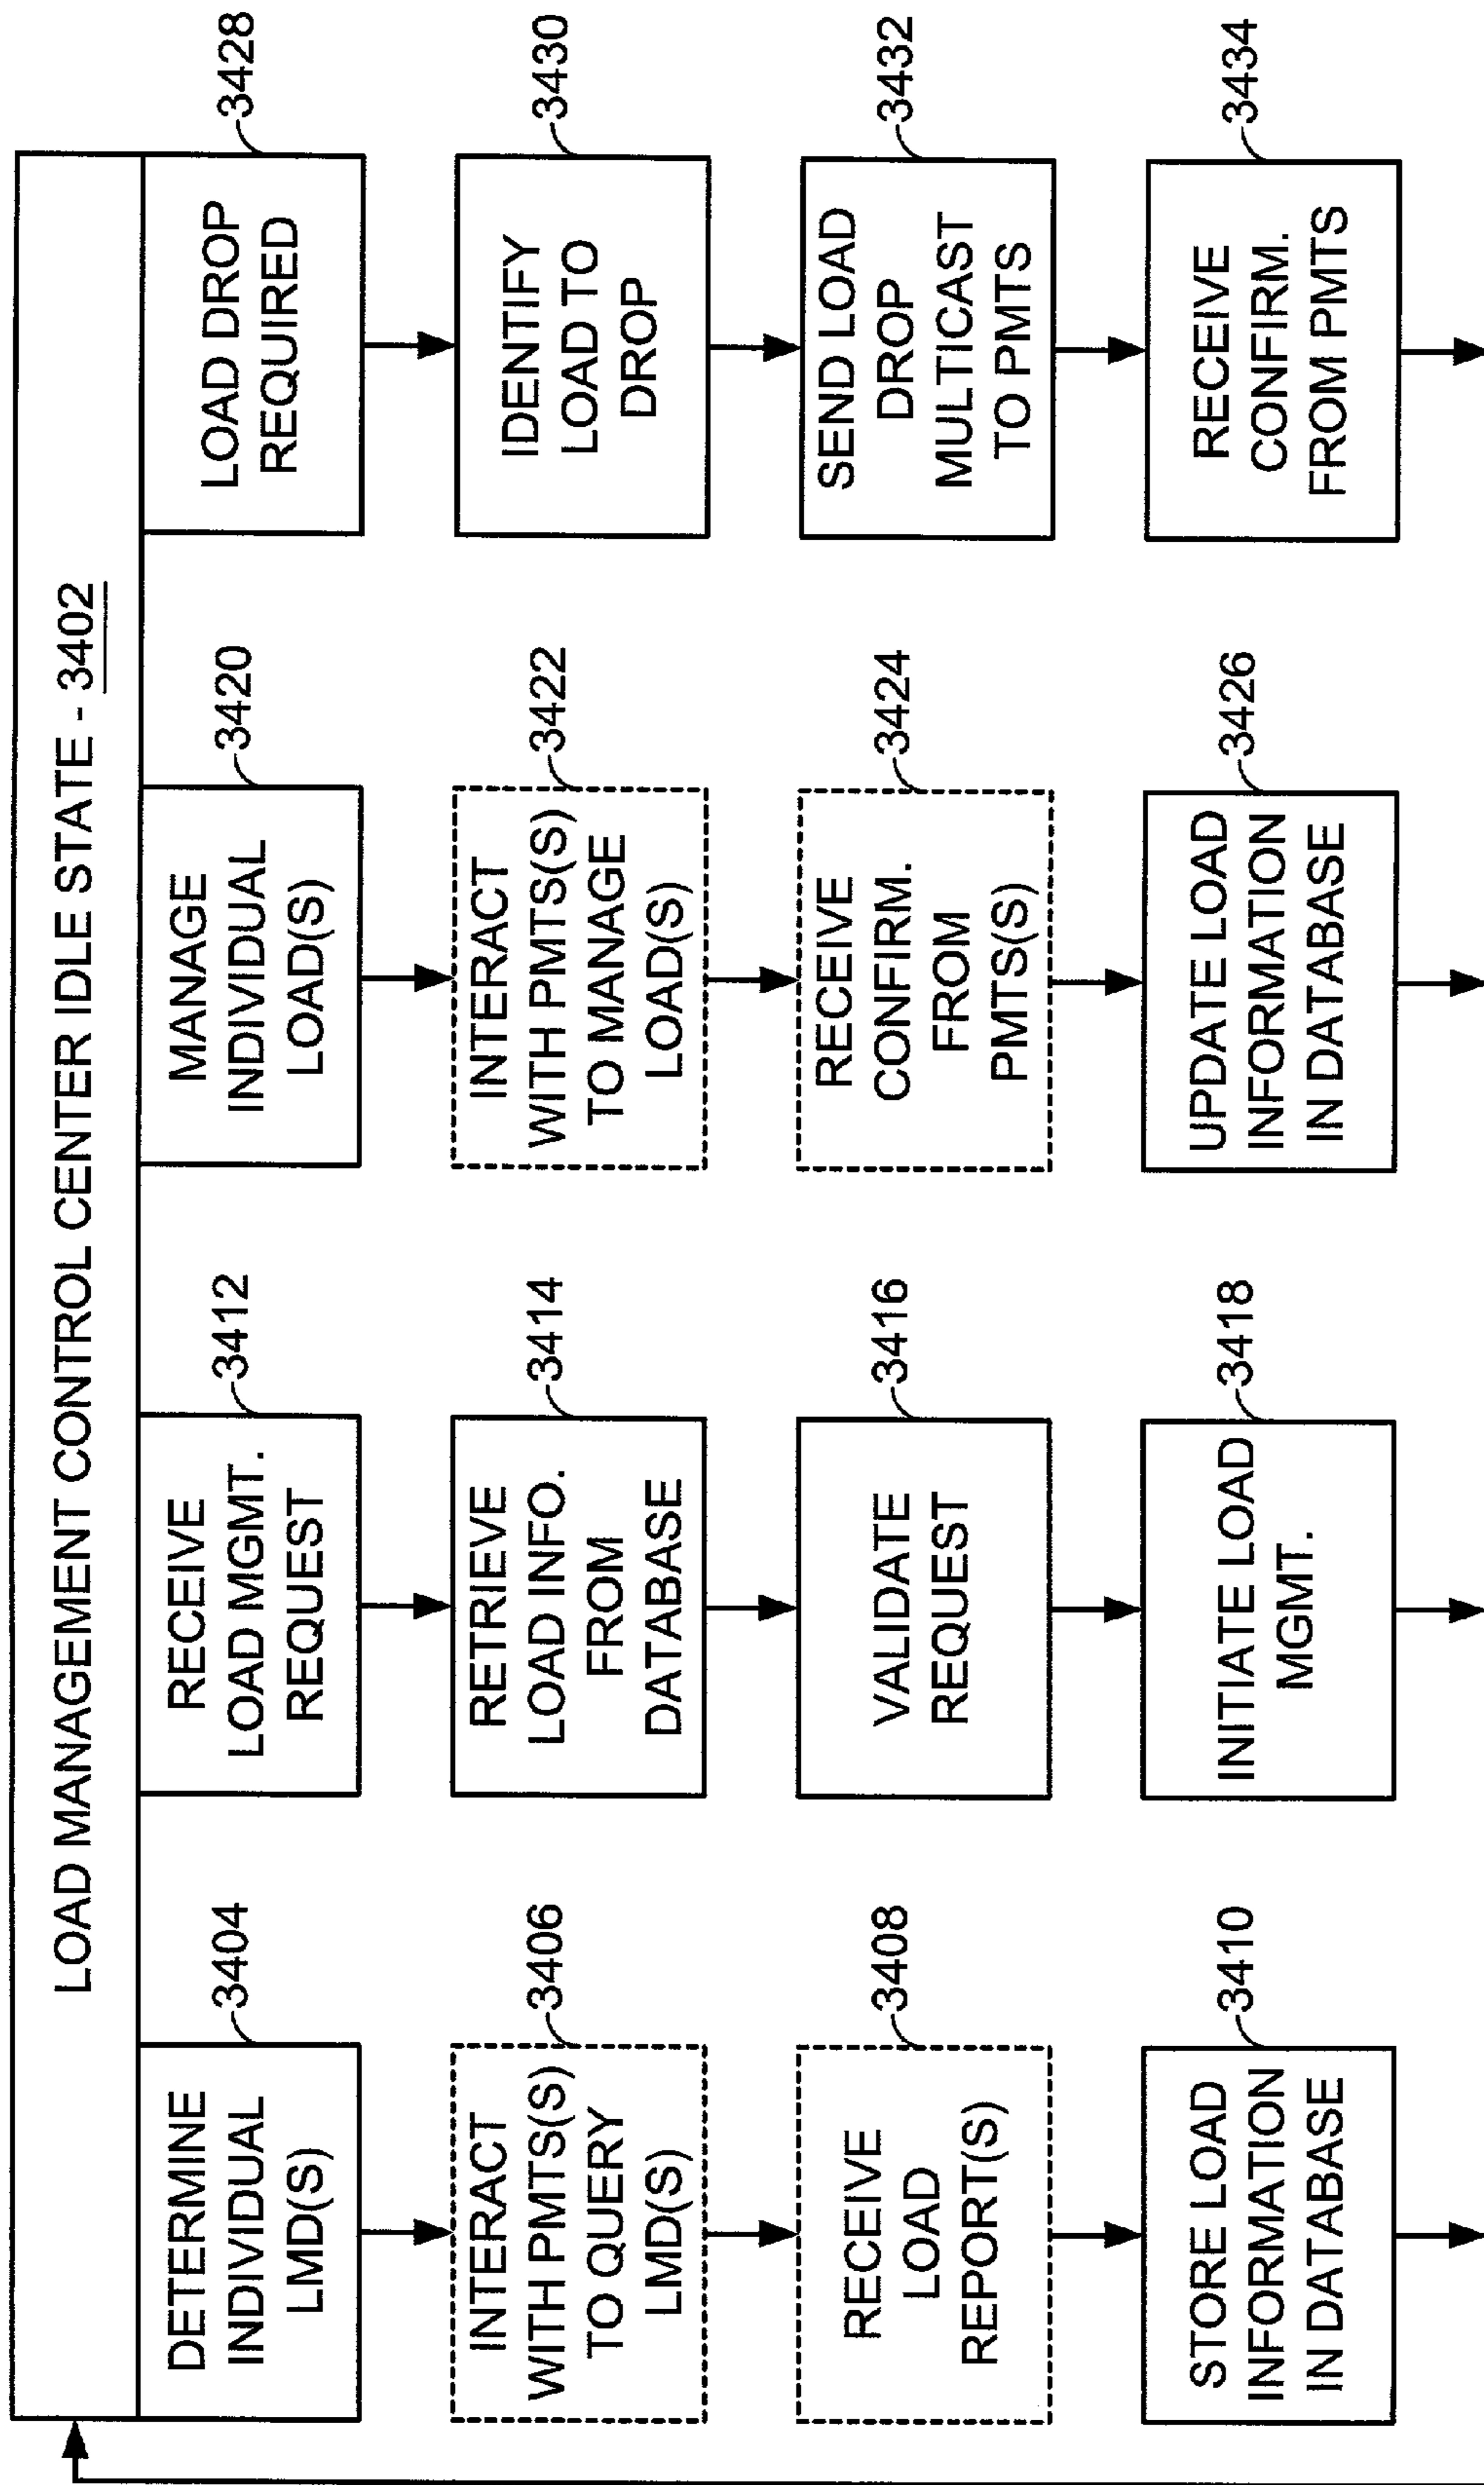 LOAD MANAGEMENT CONTROL CENTER IDLE STATE - 3402
DETERMINE
INDIVIDUAL
LMD(S)
3404
INTERACT
WITH PMTS(S)
TO QUERY
LMD(S)
3406
RECEIVE
LOAD
REPORT(S)
3408
STORE LOAD
INFORMATION
IN DATABASE
3410
RECEIVE
LOAD MGMT.
REQUEST
3412
RETRIEVE
LOAD INFO.
FROM
DATABASE
3414
VALIDATE
REQUEST
3416
INITIATE LOAD
MGMT.
3418
MANAGE
INDIVIDUAL
LOAD(S)
3420
INTERACT
WITH PMTS(S)
TO MANAGE
LOAD(S)
3422
RECEIVE
CONFIRM.
FROM
PMTS(S)
3424
UPDATE LOAD
INFORMATION
IN DATABASE
3426
LOAD DROP
REQUIRED
3428
IDENTIFY
LOAD TO
DROP
3430
SEND LOAD
DROP
MULTICAST
TO PMTS
3432
RECEIVE
CONFIRM.
FROM PMTS
3434